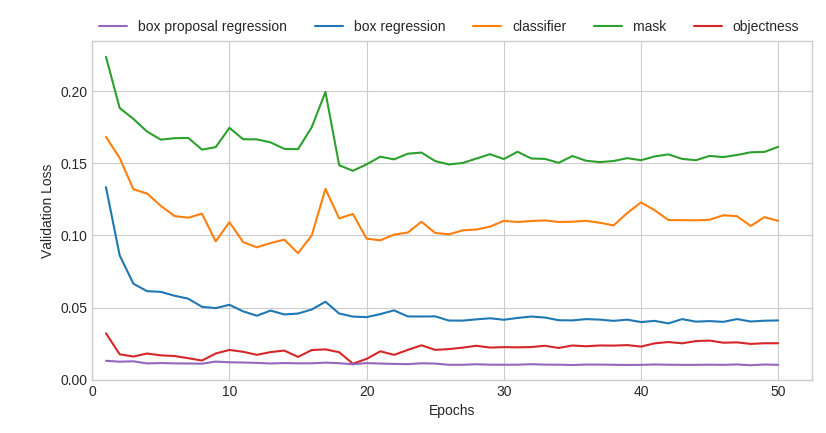 box proposal regression box regression classifier mask objectness
0.20
0.15
Validation Loss
0.10
0.05
0.00
0 10 20 30 40 50
Epochs